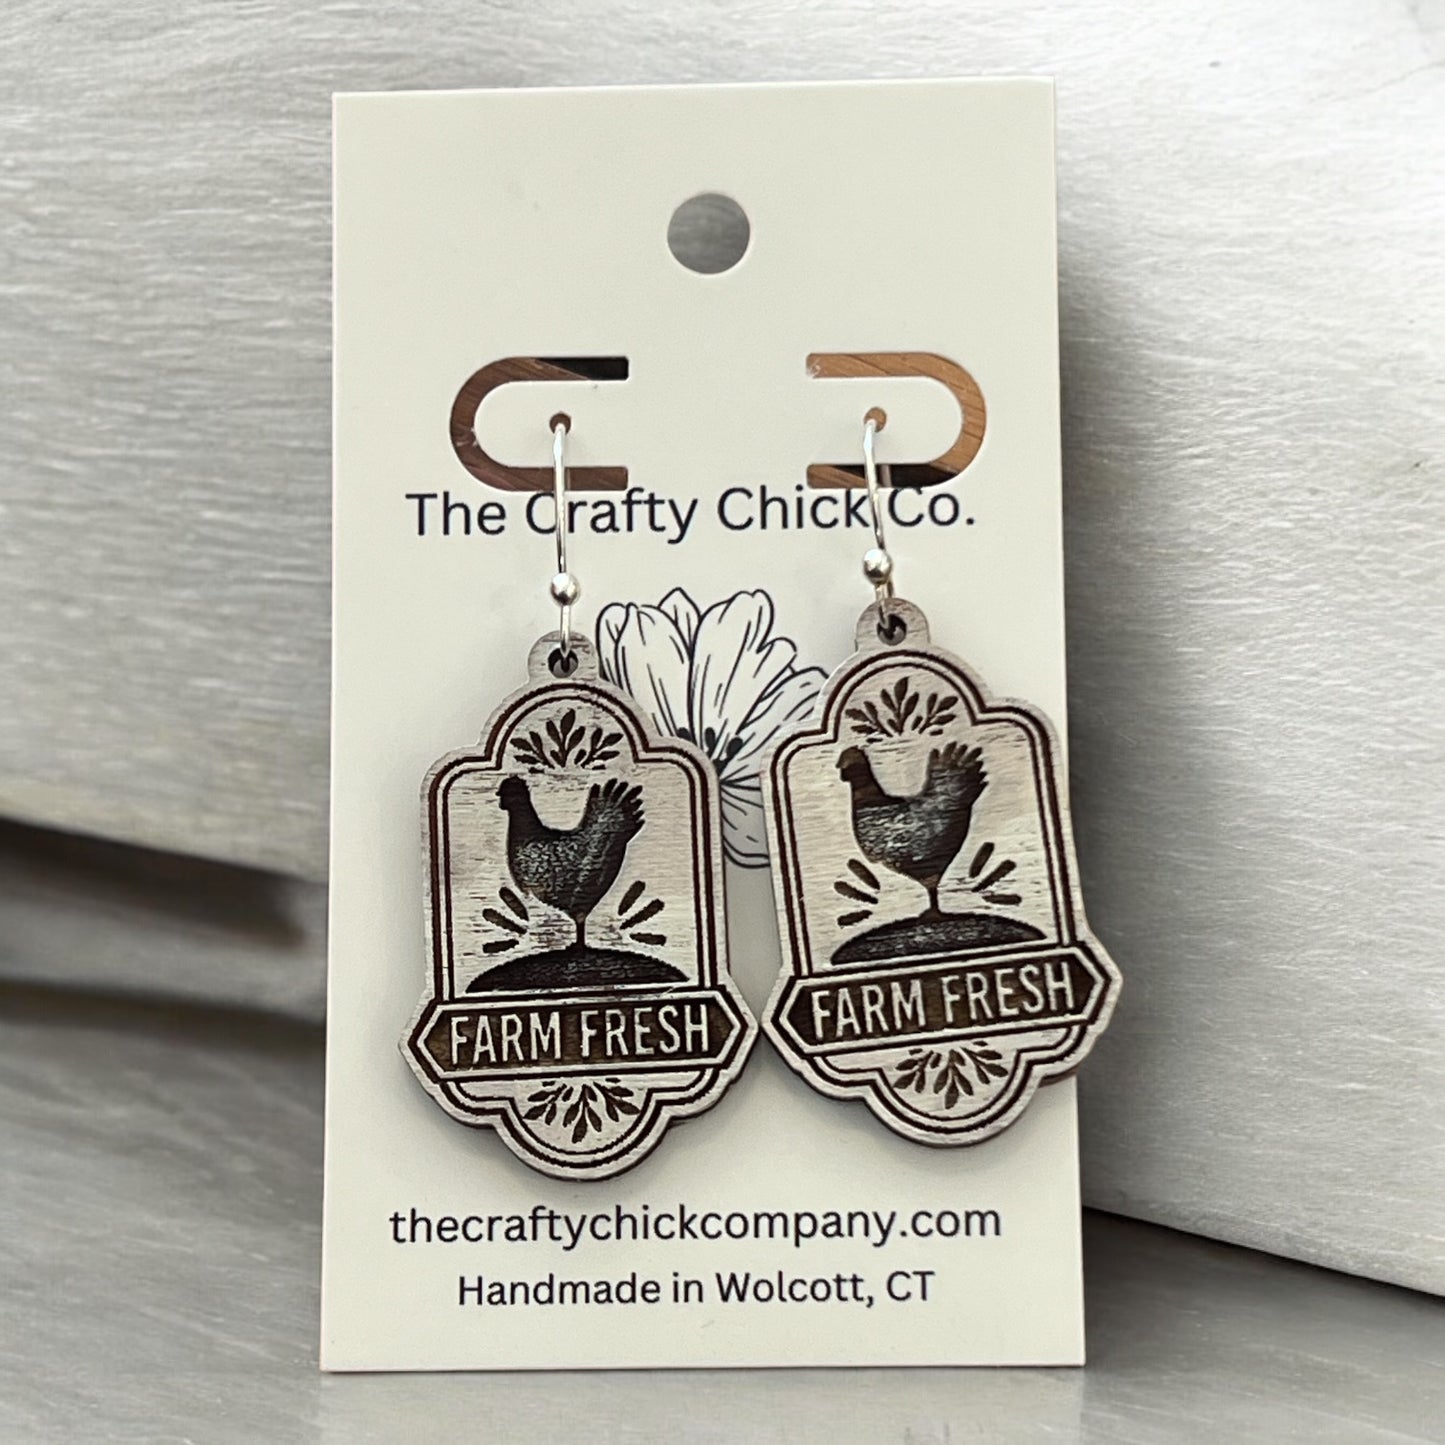 The Crafty Chick Co.
FARM FRESH
FARM FRESH
thecraftychickcompany.com
Handmade in Wolcott, CT